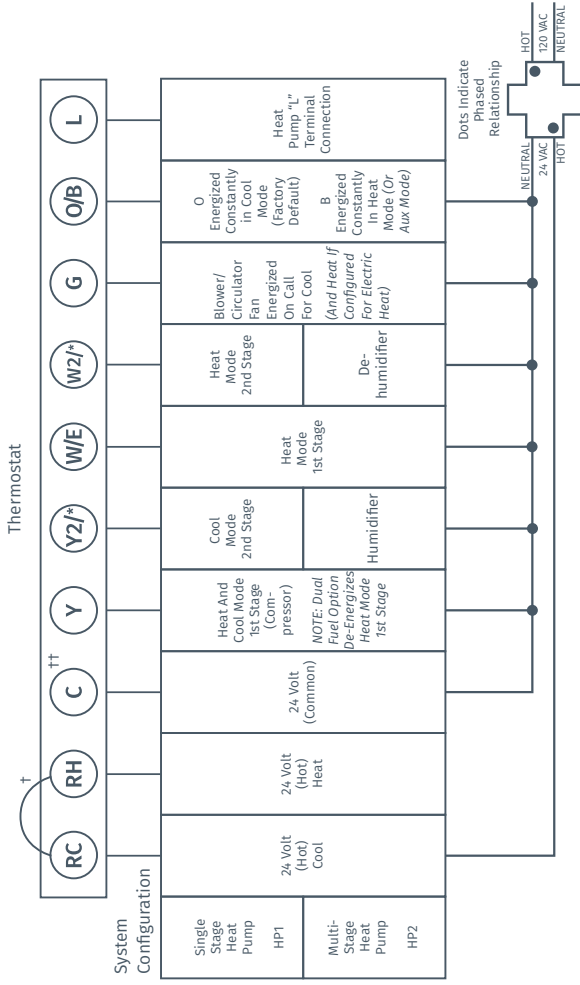 Thermostat
†
††
RC
RH
C
Y
Y2/*
W/E
W2/*
G
O/B
L
System
Configuration
Single
Stage
Heat
Pump
HP1
Multi-
Stage
Heat
Pump
HP2
24 Volt
(Hot)
Cool
24 Volt
(Hot)
Heat
24 Volt
(Common)
Heat And
Cool Mode
1st Stage
(Com-
pressor)
NOTE: Dual
Fuel Option
De-Energizes
Heat Mode
1st Stage
Cool
Mode
2nd Stage
Humidifier
Heat
Mode
1st Stage
Heat
Mode
2nd Stage
De-
humidifier
Blower/
Circulator
Fan
Energized
On Call
For Cool
(And Heat If
Configured
For Electric
Heat)
O
Energized
Constantly
in Cool
Mode
(Factory
Default)
B
Energized
Constantly
In Heat
Mode (Or
Aux Mode)
Heat
Pump “L”
Terminal
Connection
Dots Indicate
Phased
Relationship
NEUTRAL
24 VAC
HOT
HOT
120 VAC
NEUTRAL